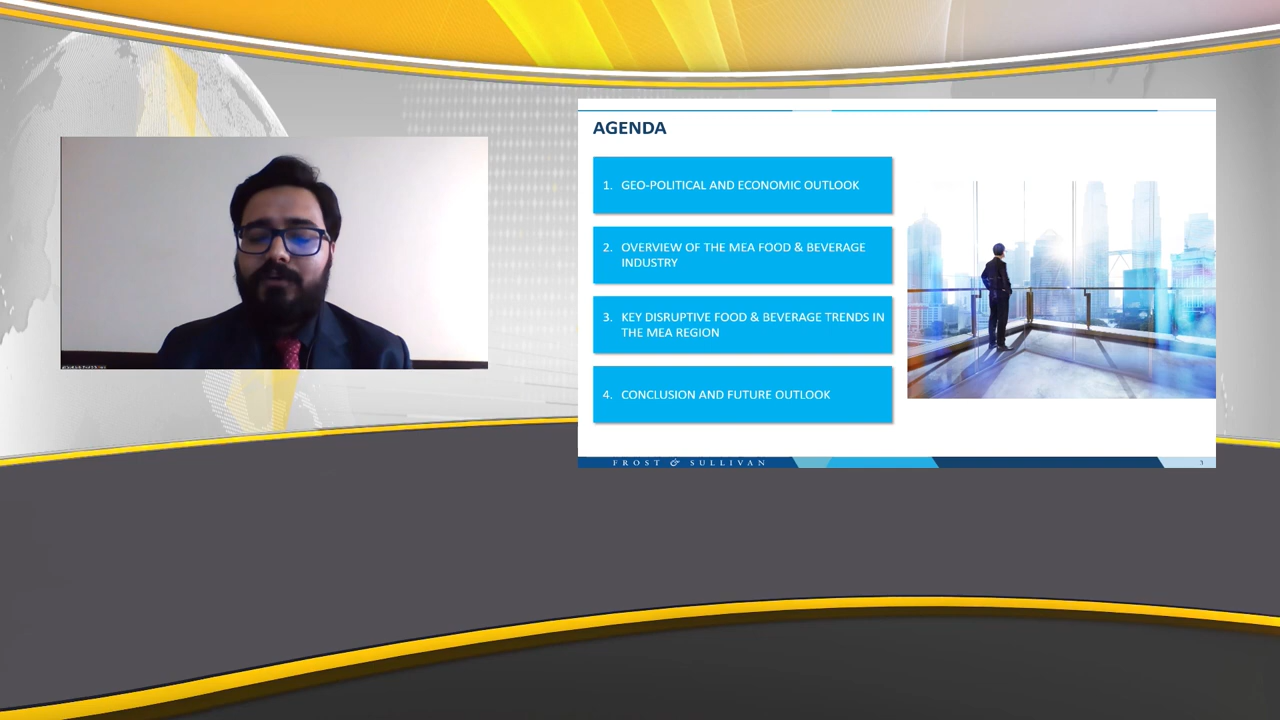 AGENDA
1. GEO-POLITICAL AND ECONOMIC OUTLOOK
2. OVERVIEW OF THE MEA FOOD & BEVERAGE
INDUSTRY
3. KEY DISRUPTIVE FOOD & BEVERAGE TRENDS IN
THE MEA REGION
4. CONCLUSION AND FUTURE OUTLOOK
FROST & SULLIVAN